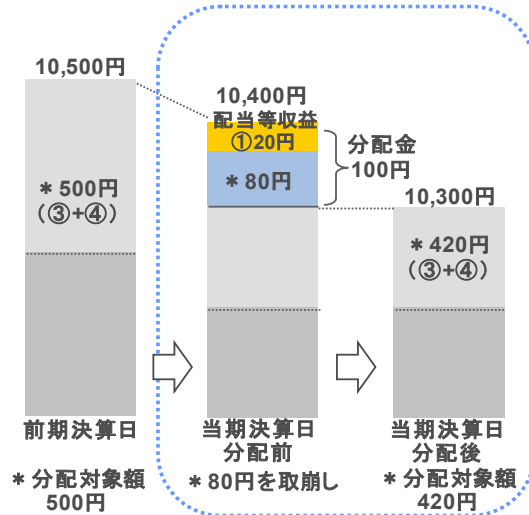 10,500円
＊500円
（③+④）
前期決算日
＊分配対象額
500円
10,400円
配当等収益
①20円
＊80円
分配金
100円
当期決算日
分配前
＊80円を取崩し
10,300円
＊420円
（③+④）
当期決算日
分配後
＊分配対象額
420円